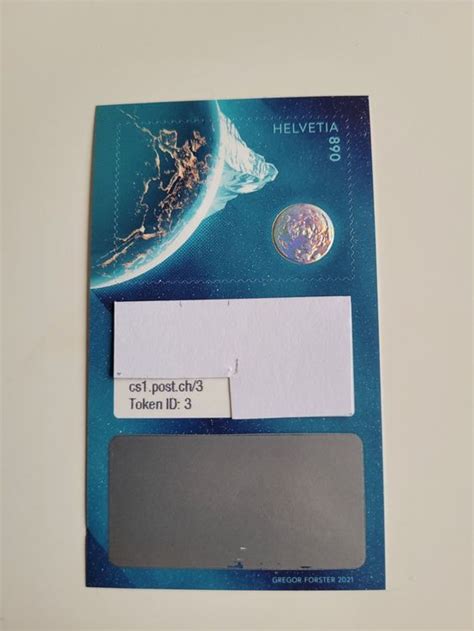 HELVETIA
890
cs1.post.ch/3
Token ID: 3
GREGOR FORSTER 2021